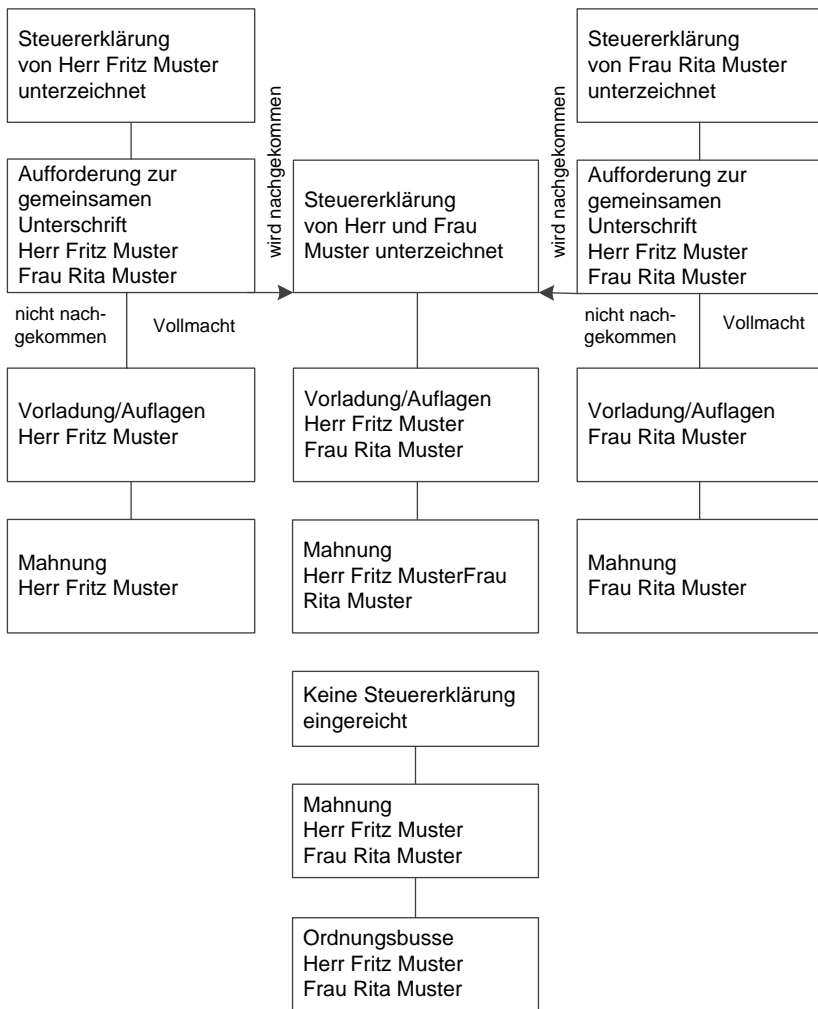 Steuererklärung
von Herr Fritz Muster
unterzeichnet
Steuererklärung
von Frau Rita Muster
unterzeichnet
wird nachgekommen
wird nachgekommen
Aufforderung zur
gemeinsamen
Unterschrift
Herr Fritz Muster
Frau Rita Muster
Steuererklärung
von Herr und Frau
Muster unterzeichnet
Aufforderung zur
gemeinsamen
Unterschrift
Herr Fritz Muster
Frau Rita Muster
nicht nach-
gekommen
Vollmacht
nicht nach-
gekommen
Vollmacht
Vorladung/Auflagen
Herr Fritz Muster
Vorladung/Auflagen
Herr Fritz Muster
Frau Rita Muster
Vorladung/Auflagen
Frau Rita Muster
Mahnung
Herr Fritz Muster
Mahnung
Herr Fritz MusterFrau
Rita Muster
Mahnung
Frau Rita Muster
Keine Steuererklärung
eingereicht
Mahnung
Herr Fritz Muster
Frau Rita Muster
Ordnungsbusse
Herr Fritz Muster
Frau Rita Muster